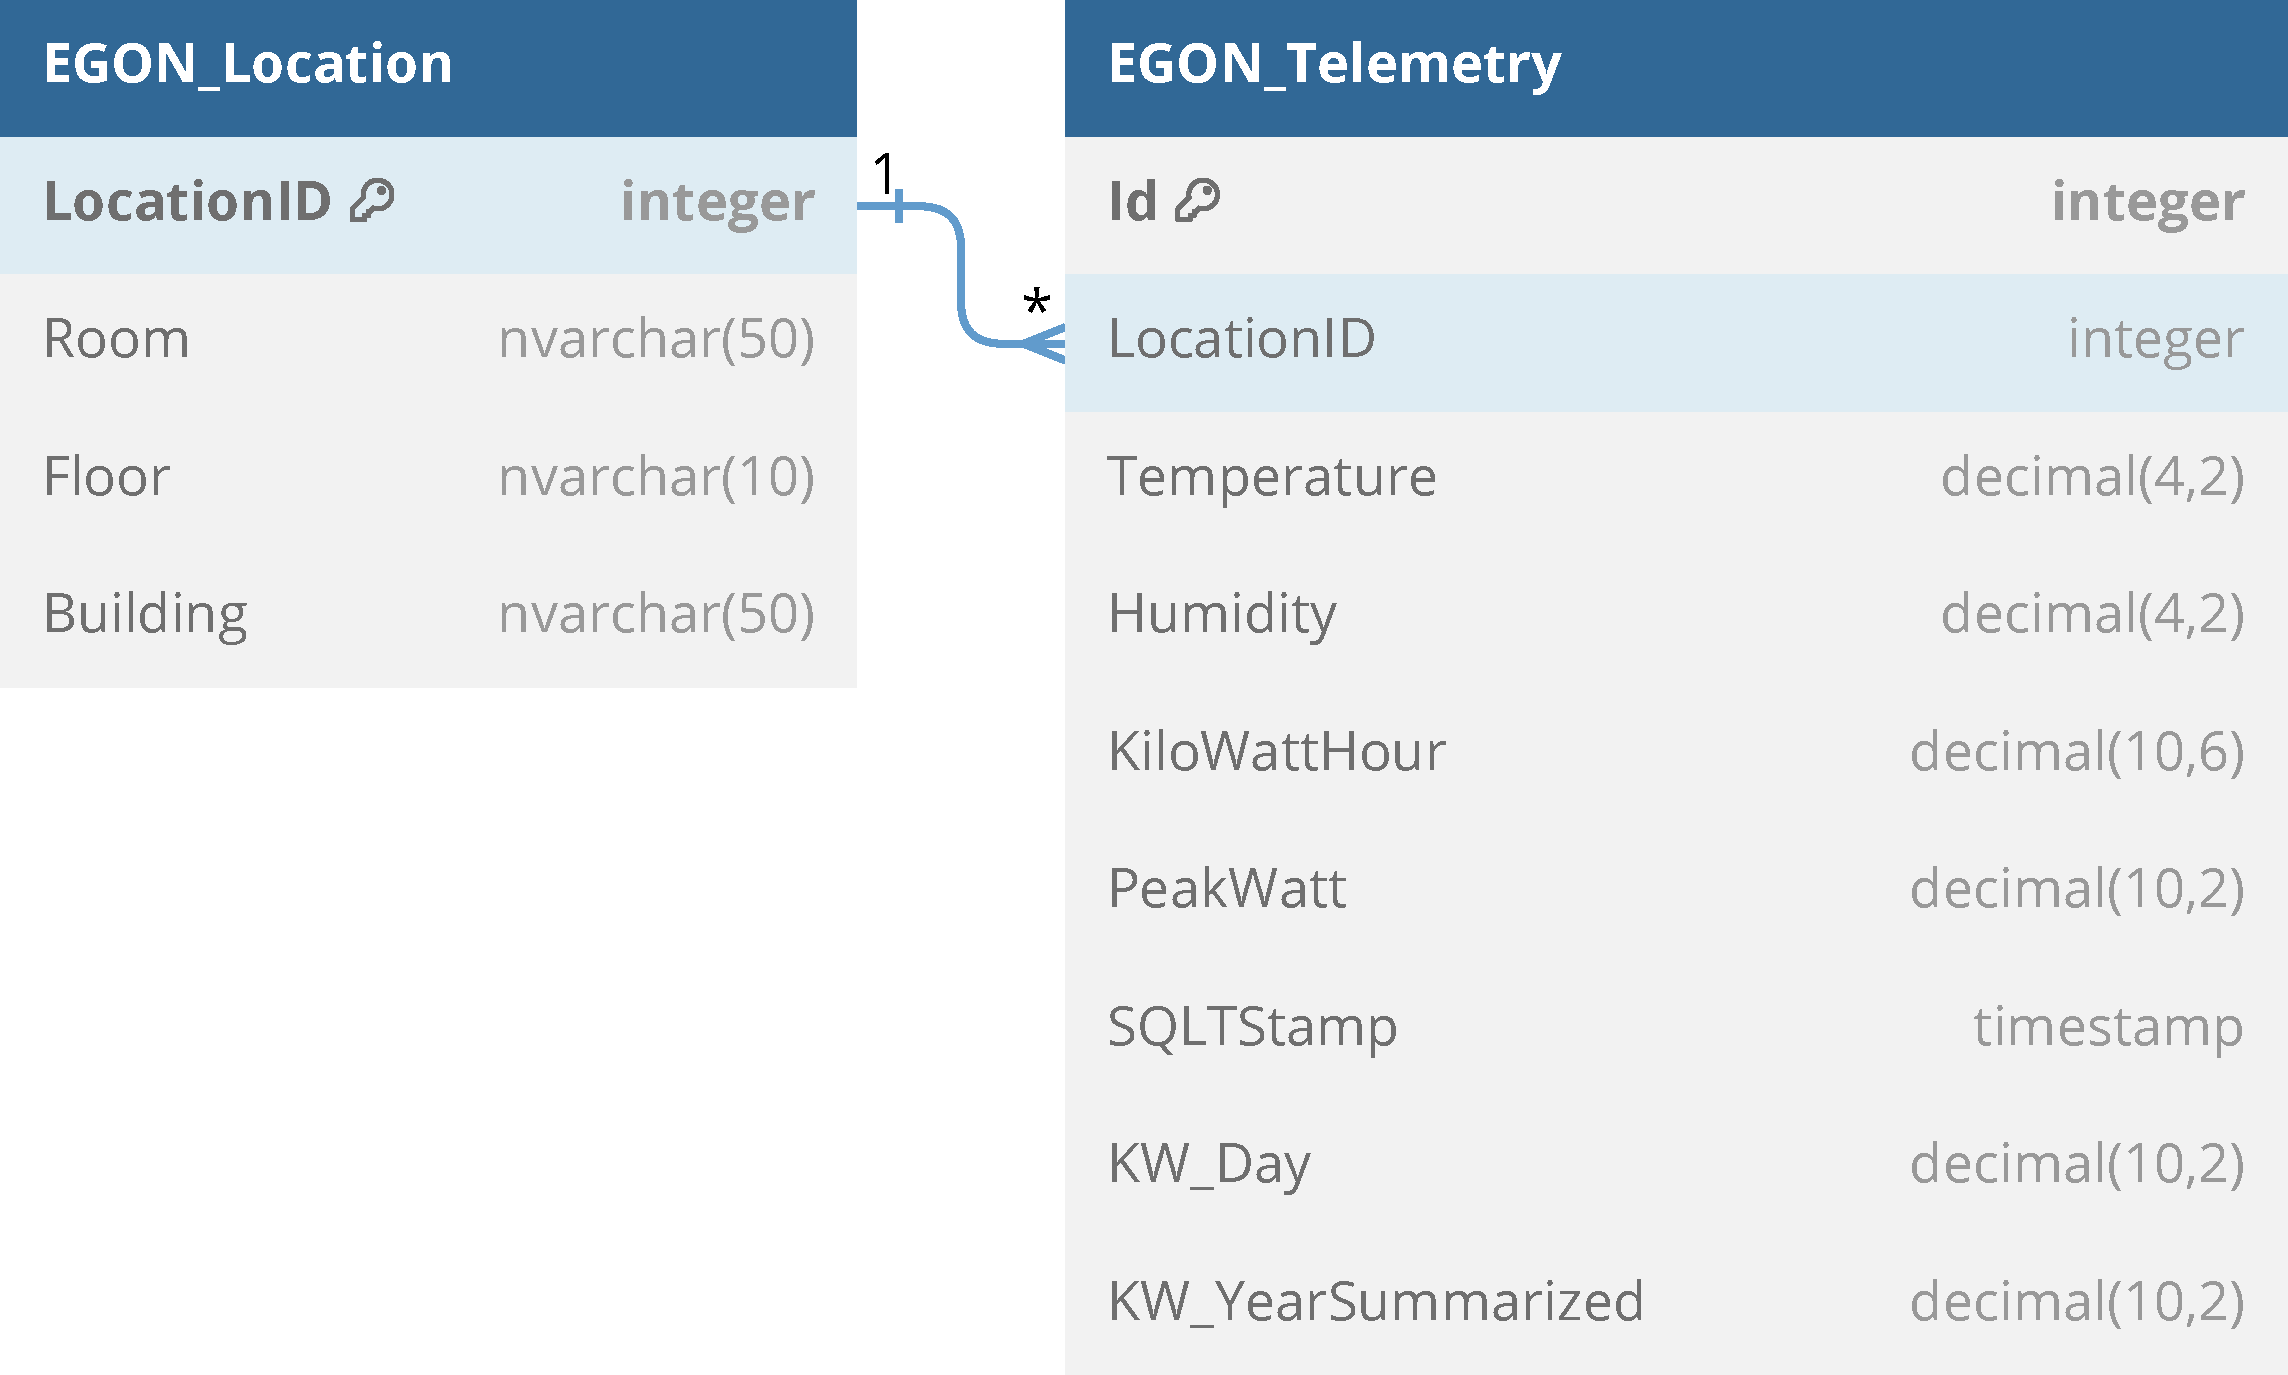 EGON_Location
LocationID integer
Room nvarchar(50)
Floor nvarchar(10)
Building nvarchar(50)
1
*
EGON_Telemetry
Id integer
LocationID integer
Temperature decimal(4,2)
Humidity decimal(4,2)
KiloWattHour decimal(10,6)
PeakWatt decimal(10,2)
SQLTStamp timestamp
KW_Day decimal(10,2)
KW_YearSummarized decimal(10,2)